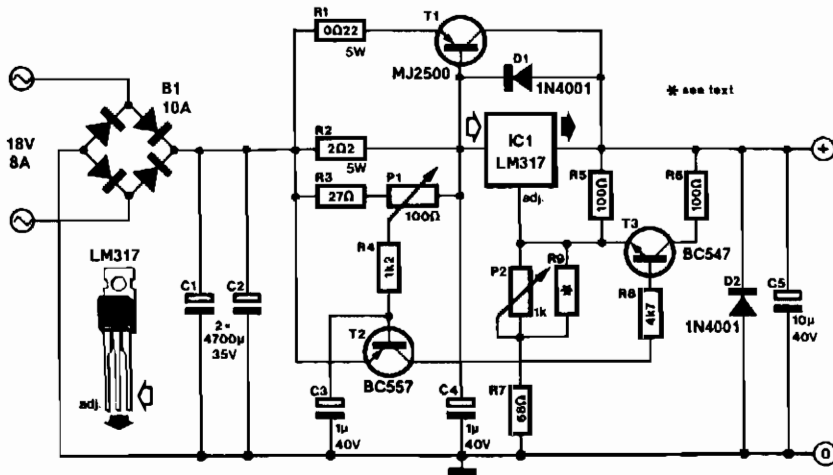 R1
0Ω22
5W
T1
MJ2500
D1
1N4001
* see text
B1
10A
18V
8A
R2
2Ω2
5W
R3
27Ω
P1
100Ω
IC1
LM317
adj.
R5
100Ω
R6
100Ω
T3
BC547
R4
1k2
P2
1k
R9
*
R8
4k7
LM317
adj.
C1
C2
2×
4700µ
35V
T2
BC557
D2
1N4001
C5
10µ
40V
C3
1µ
40V
C4
1µ
40V
R7
68Ω
+
0